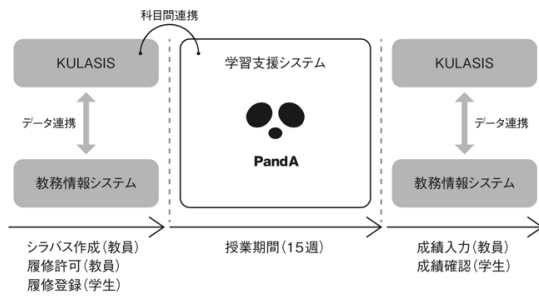 科目間連携
KULASIS
データ連携
教務情報システム
学習支援システム
PandA
KULASIS
データ連携
教務情報システム
シラバス作成（教員）
履修許可（教員）
履修登録（学生）
授業期間（15週）
成績入力（教員）
成績確認（学生）